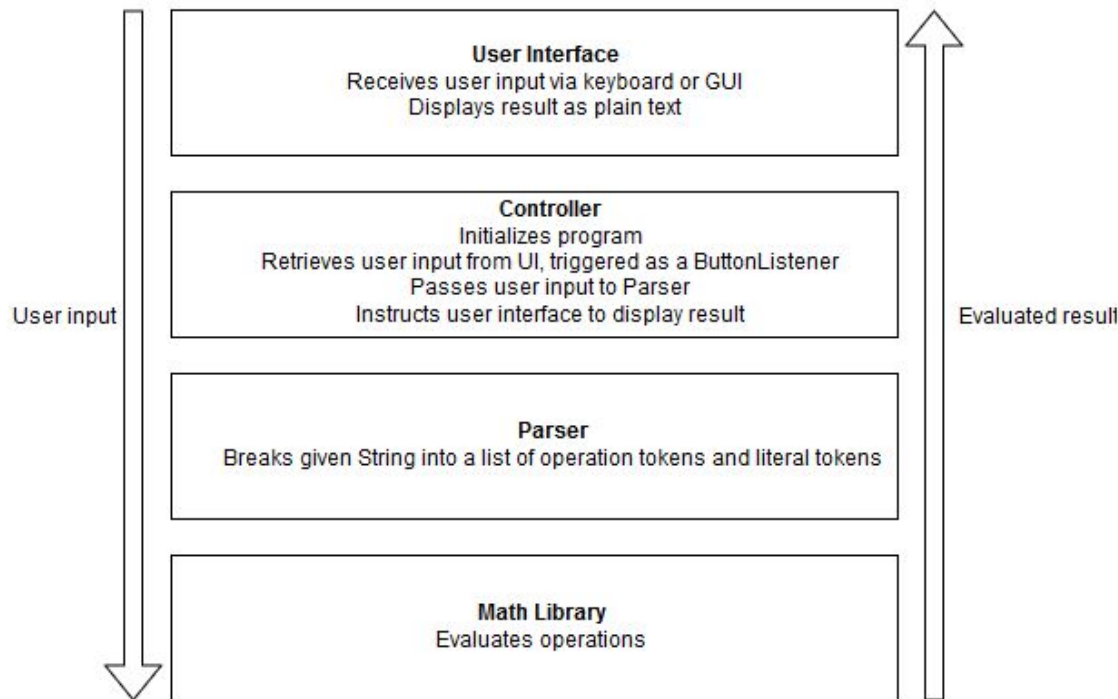 User Interface
Receives user input via keyboard or GUI
Displays result as plain text
Controller
Initializes program
Retrieves user input from UI, triggered as a ButtonListener
Passes user input to Parser
Instructs user interface to display result
User input
Evaluated result
Parser
Breaks given String into a list of operation tokens and literal tokens
Math Library
Evaluates operations